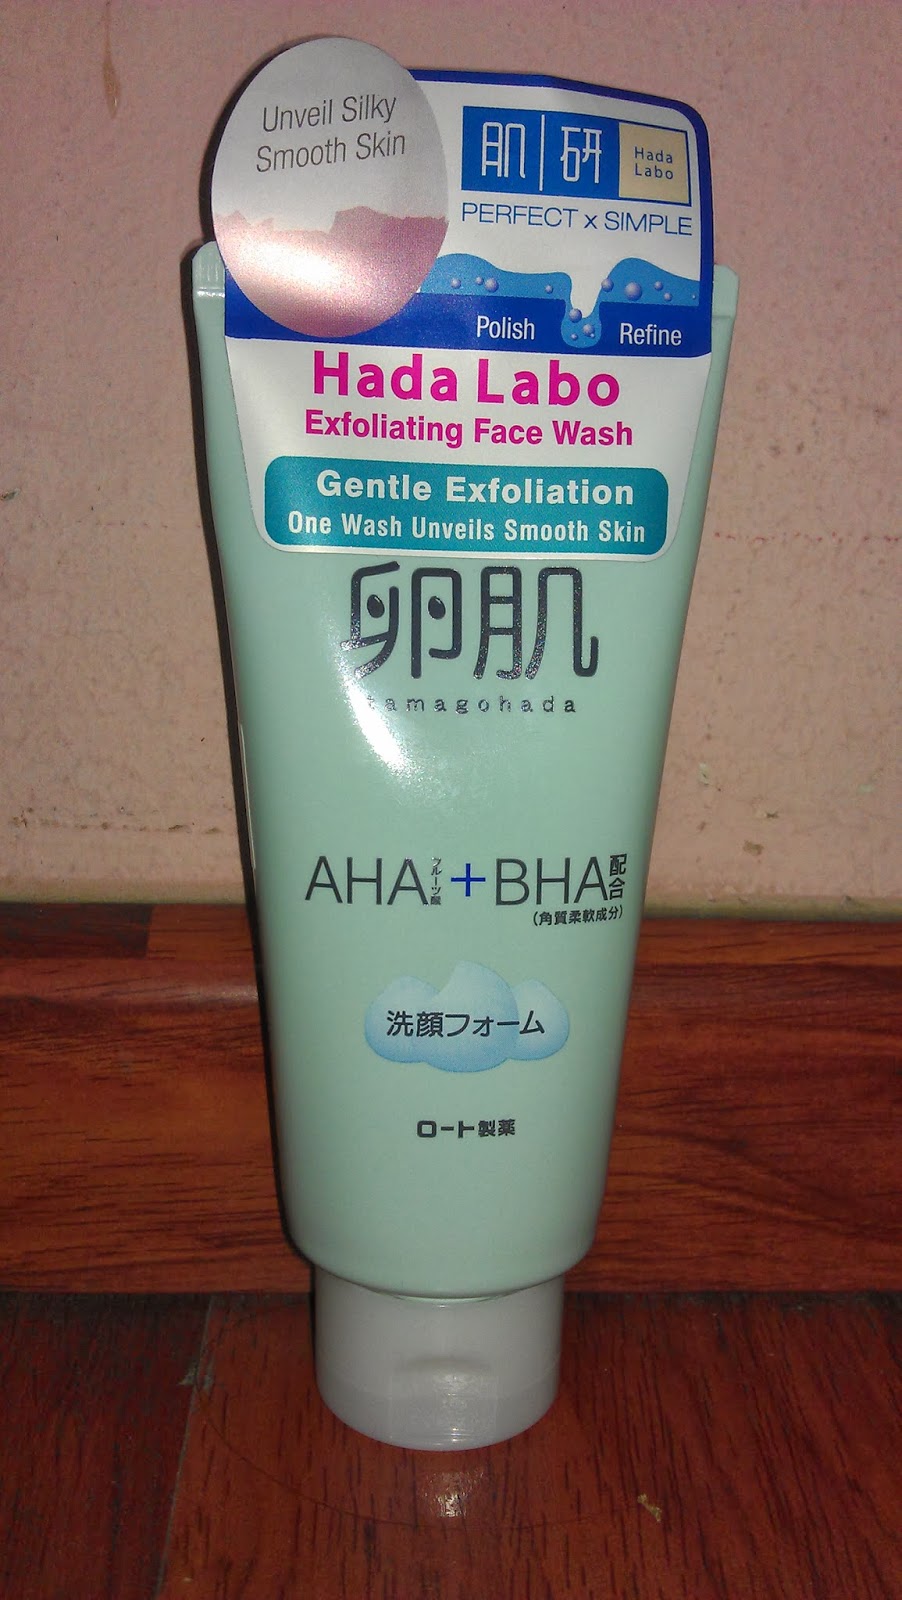 Unveil Silky
Smooth Skin
肌研
Hada
Labo
PERFECT x SIMPLE
Polish
Refine
Hada Labo
Exfoliating Face Wash
Gentle Exfoliation
One Wash Unveils Smooth Skin
卵肌
tamagohada
AHA フルーツ酸 + BHA 配合
(角質柔軟成分)
洗顔フォーム
ロート製薬